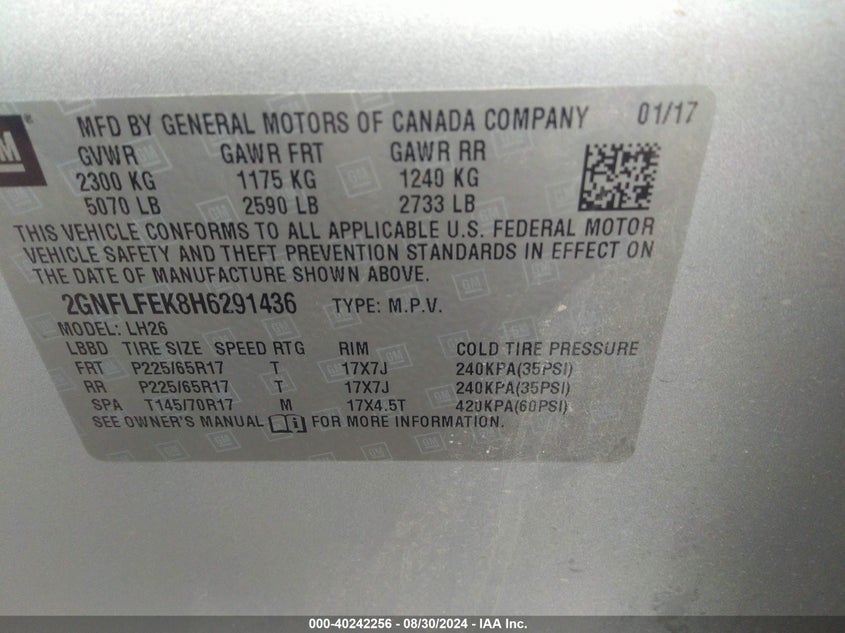 M®
MFD BY GENERAL MOTORS OF CANADA COMPANY 01/17
GVWR GAWR FRT GAWR RR
2300 KG 1175 KG 1240 KG
5070 LB 2590 LB 2733 LB
THIS VEHICLE CONFORMS TO ALL APPLICABLE U.S. FEDERAL MOTOR
VEHICLE SAFETY AND THEFT PREVENTION STANDARDS IN EFFECT ON
THE DATE OF MANUFACTURE SHOWN ABOVE.
2GNFLFEK8H6291436 TYPE: M.P.V.
MODEL: LH26
LBBD TIRE SIZE SPEED RTG RIM COLD TIRE PRESSURE
FRT P225/65R17 T 17X7J 240KPA(35PSI)
RR P225/65R17 T 17X7J 240KPA(35PSI)
SPA T145/70R17 M 17X4.5T 420KPA(60PSI)
SEE OWNER'S MANUAL FOR MORE INFORMATION.
000-40242256 - 08/30/2024 - IAA Inc.